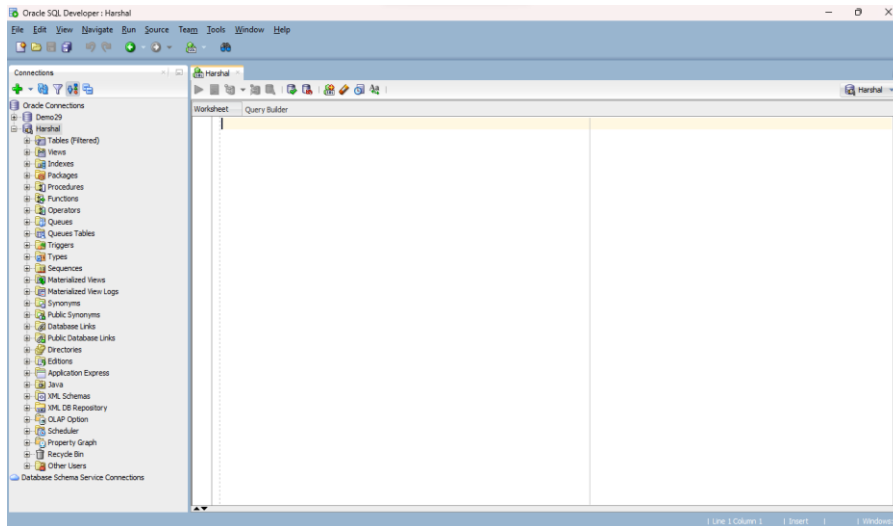 Oracle SQL Developer : Harshal
File Edit View Navigate Run Source Team Tools Window Help
Connections
Harshal
Harshal
Worksheet Query Builder
Oracle Connections
Demo29
Harshal
Tables (Filtered)
Views
Indexes
Packages
Procedures
Functions
Operators
Queues
Queues Tables
Triggers
Types
Sequences
Materialized Views
Materialized View Logs
Synonyms
Public Synonyms
Database Links
Public Database Links
Directories
Editions
Application Express
Java
XML Schemas
XML DB Repository
OLAP Option
Scheduler
Property Graph
Recycle Bin
Other Users
Database Schema Service Connections
| Line 1 Column 1 | Insert | | Windows